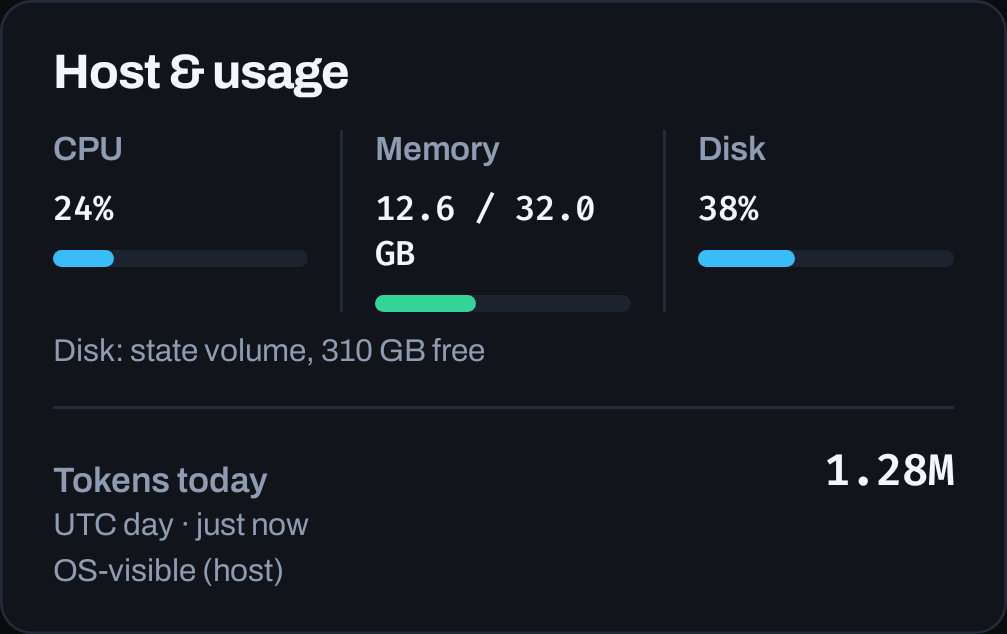 Host & usage
CPU
24%
Memory
12.6 / 32.0
GB
Disk
38%
Disk: state volume, 310 GB free
Tokens today
1.28M
UTC day · just now
OS-visible (host)